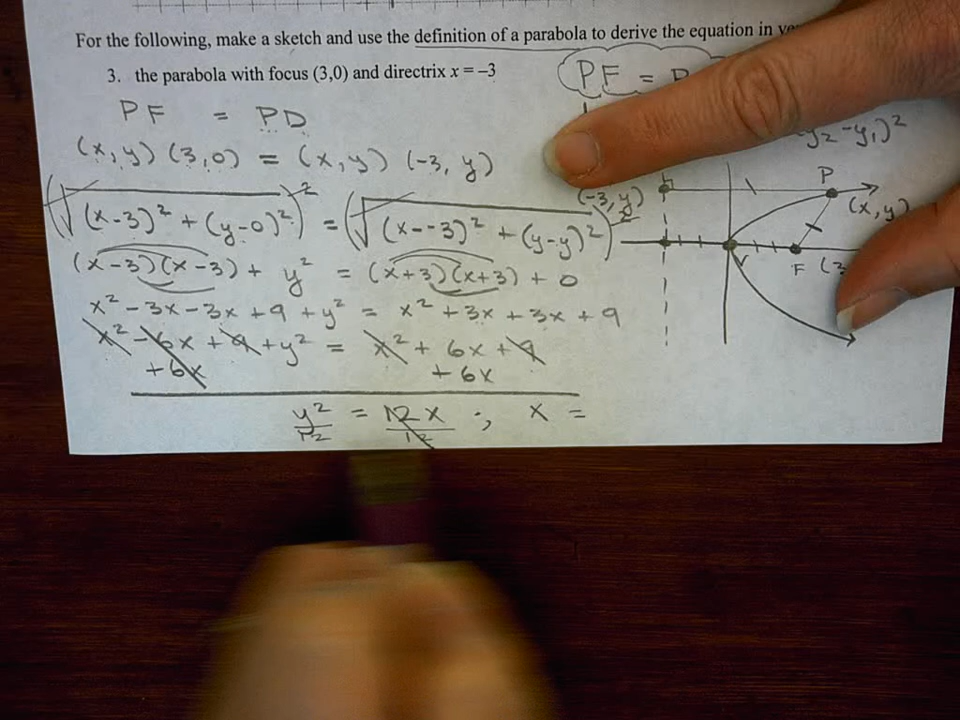 For the following, make a sketch and use the definition of a parabola to derive the equation in
3. the parabola with focus (3,0) and directrix x = –3
PF =
PF = PD
(x,y) (3,0) = (x,y) (-3, y)
(√((x-3)² + (y-0)²))² = (√((x--3)² + (y-y)²))²
(x-3)(x-3) + y² = (x+3)(x+3) + 0
x² - 3x - 3x + 9 + y² = x² + 3x + 3x + 9
x² - 6x + 9 + y² = x² + 6x + 9
+6x +6x
y²/12 = 12x/12 ; x =
y₂ - y₁)²
P
(-3, y)
(x, y)
V
F